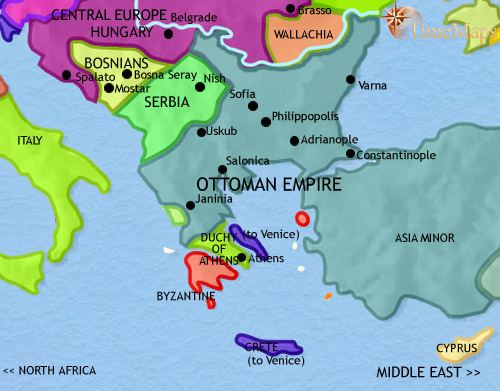 CENTRAL EUROPE
Belgrade
Brasso
HUNGARY
TimeMaps
WALLACHIA
BOSNIANS
Spalato
Bosna Seray
Nish
Mostar
Varna
SERBIA
Sofia
Philippopolis
Uskub
Adrianople
ITALY
Constantinople
Salonica
OTTOMAN EMPIRE
Janinia
DUCHY
OF
ATHENS
(to Venice)
ASIA MINOR
Athens
BYZANTINE
CRETE
(to Venice)
CYPRUS
<< NORTH AFRICA
MIDDLE EAST >>